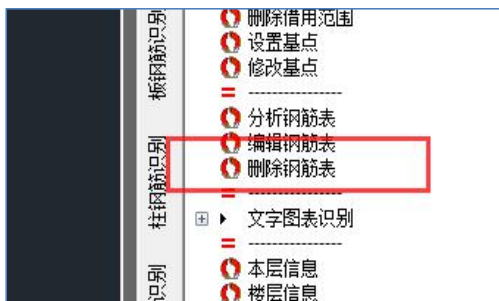 删除借用范围
设置基点
修改基点
----------------
分析钢筋表
编辑钢筋表
删除钢筋表
----------------
文字图表识别
----------------
本层信息
楼层信息
板钢筋识别
柱钢筋识别
识别